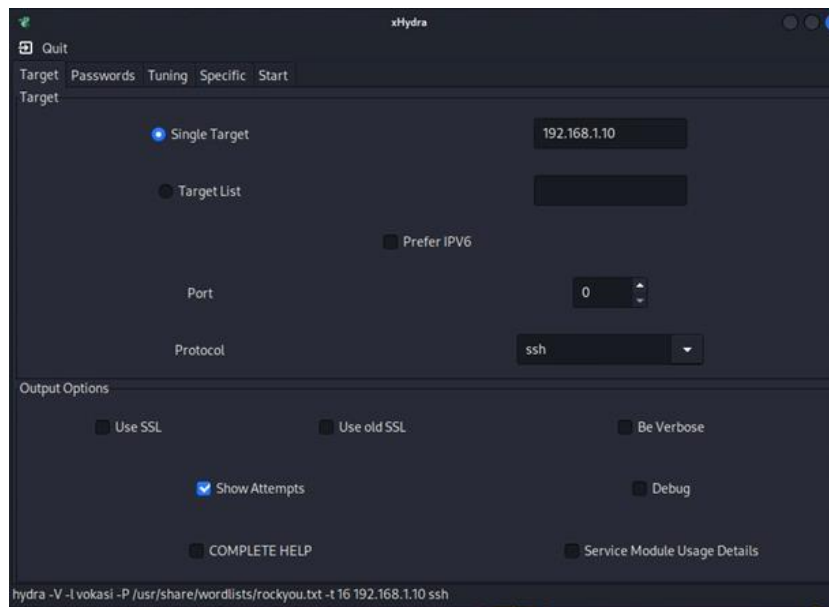 xHydra
Quit
Target Passwords Tuning Specific Start
Target
Single Target 192.168.1.10
Target List
Prefer IPV6
Port 0
Protocol ssh
Output Options
Use SSL Use old SSL Be Verbose
Show Attempts Debug
COMPLETE HELP Service Module Usage Details
hydra -V -l vokasi -P /usr/share/wordlists/rockyou.txt -t 16 192.168.1.10 ssh